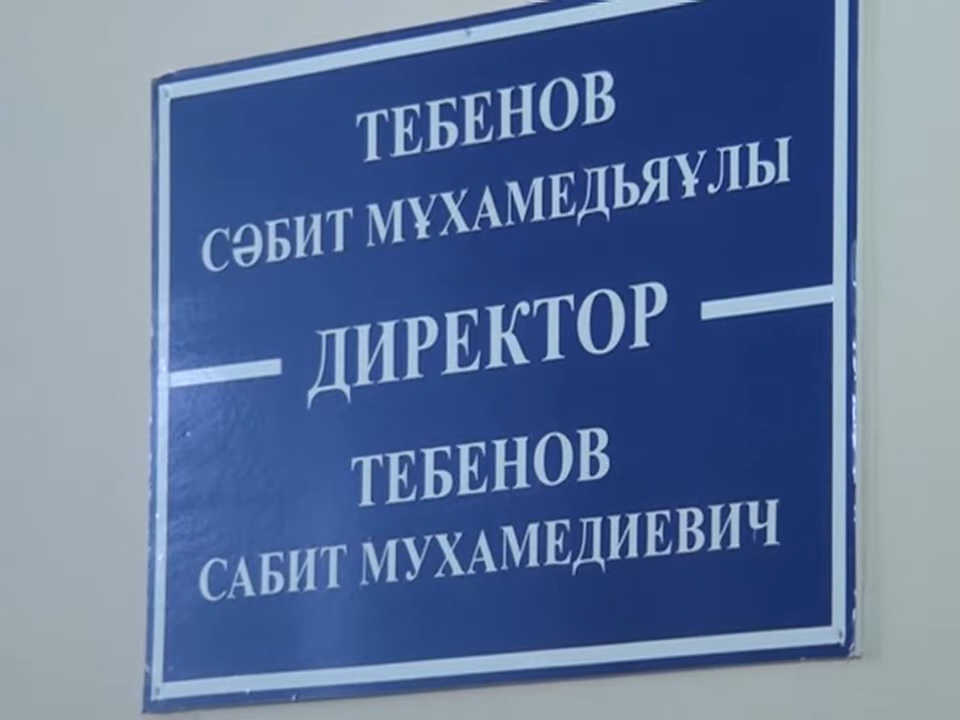 ТЕБЕНОВ
СӘБИТ МҰХАМЕДЬЯҰЛЫ
ДИРЕКТОР
ТЕБЕНОВ
САБИТ МУХАМЕДИЕВИЧ